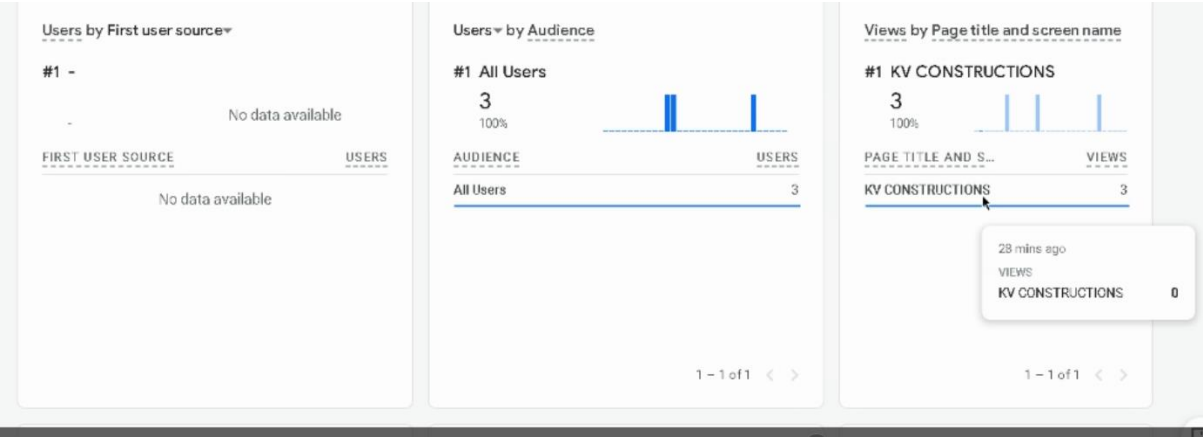 Users by First user source
#1 -
No data available
-
FIRST USER SOURCE USERS
No data available
Users by Audience
#1 All Users
3
100%
AUDIENCE USERS
All Users 3
1 – 1 of 1
Views by Page title and screen name
#1 KV CONSTRUCTIONS
3
100%
PAGE TITLE AND S... VIEWS
KV CONSTRUCTIONS 3
28 mins ago
VIEWS
KV CONSTRUCTIONS 0
1 – 1 of 1